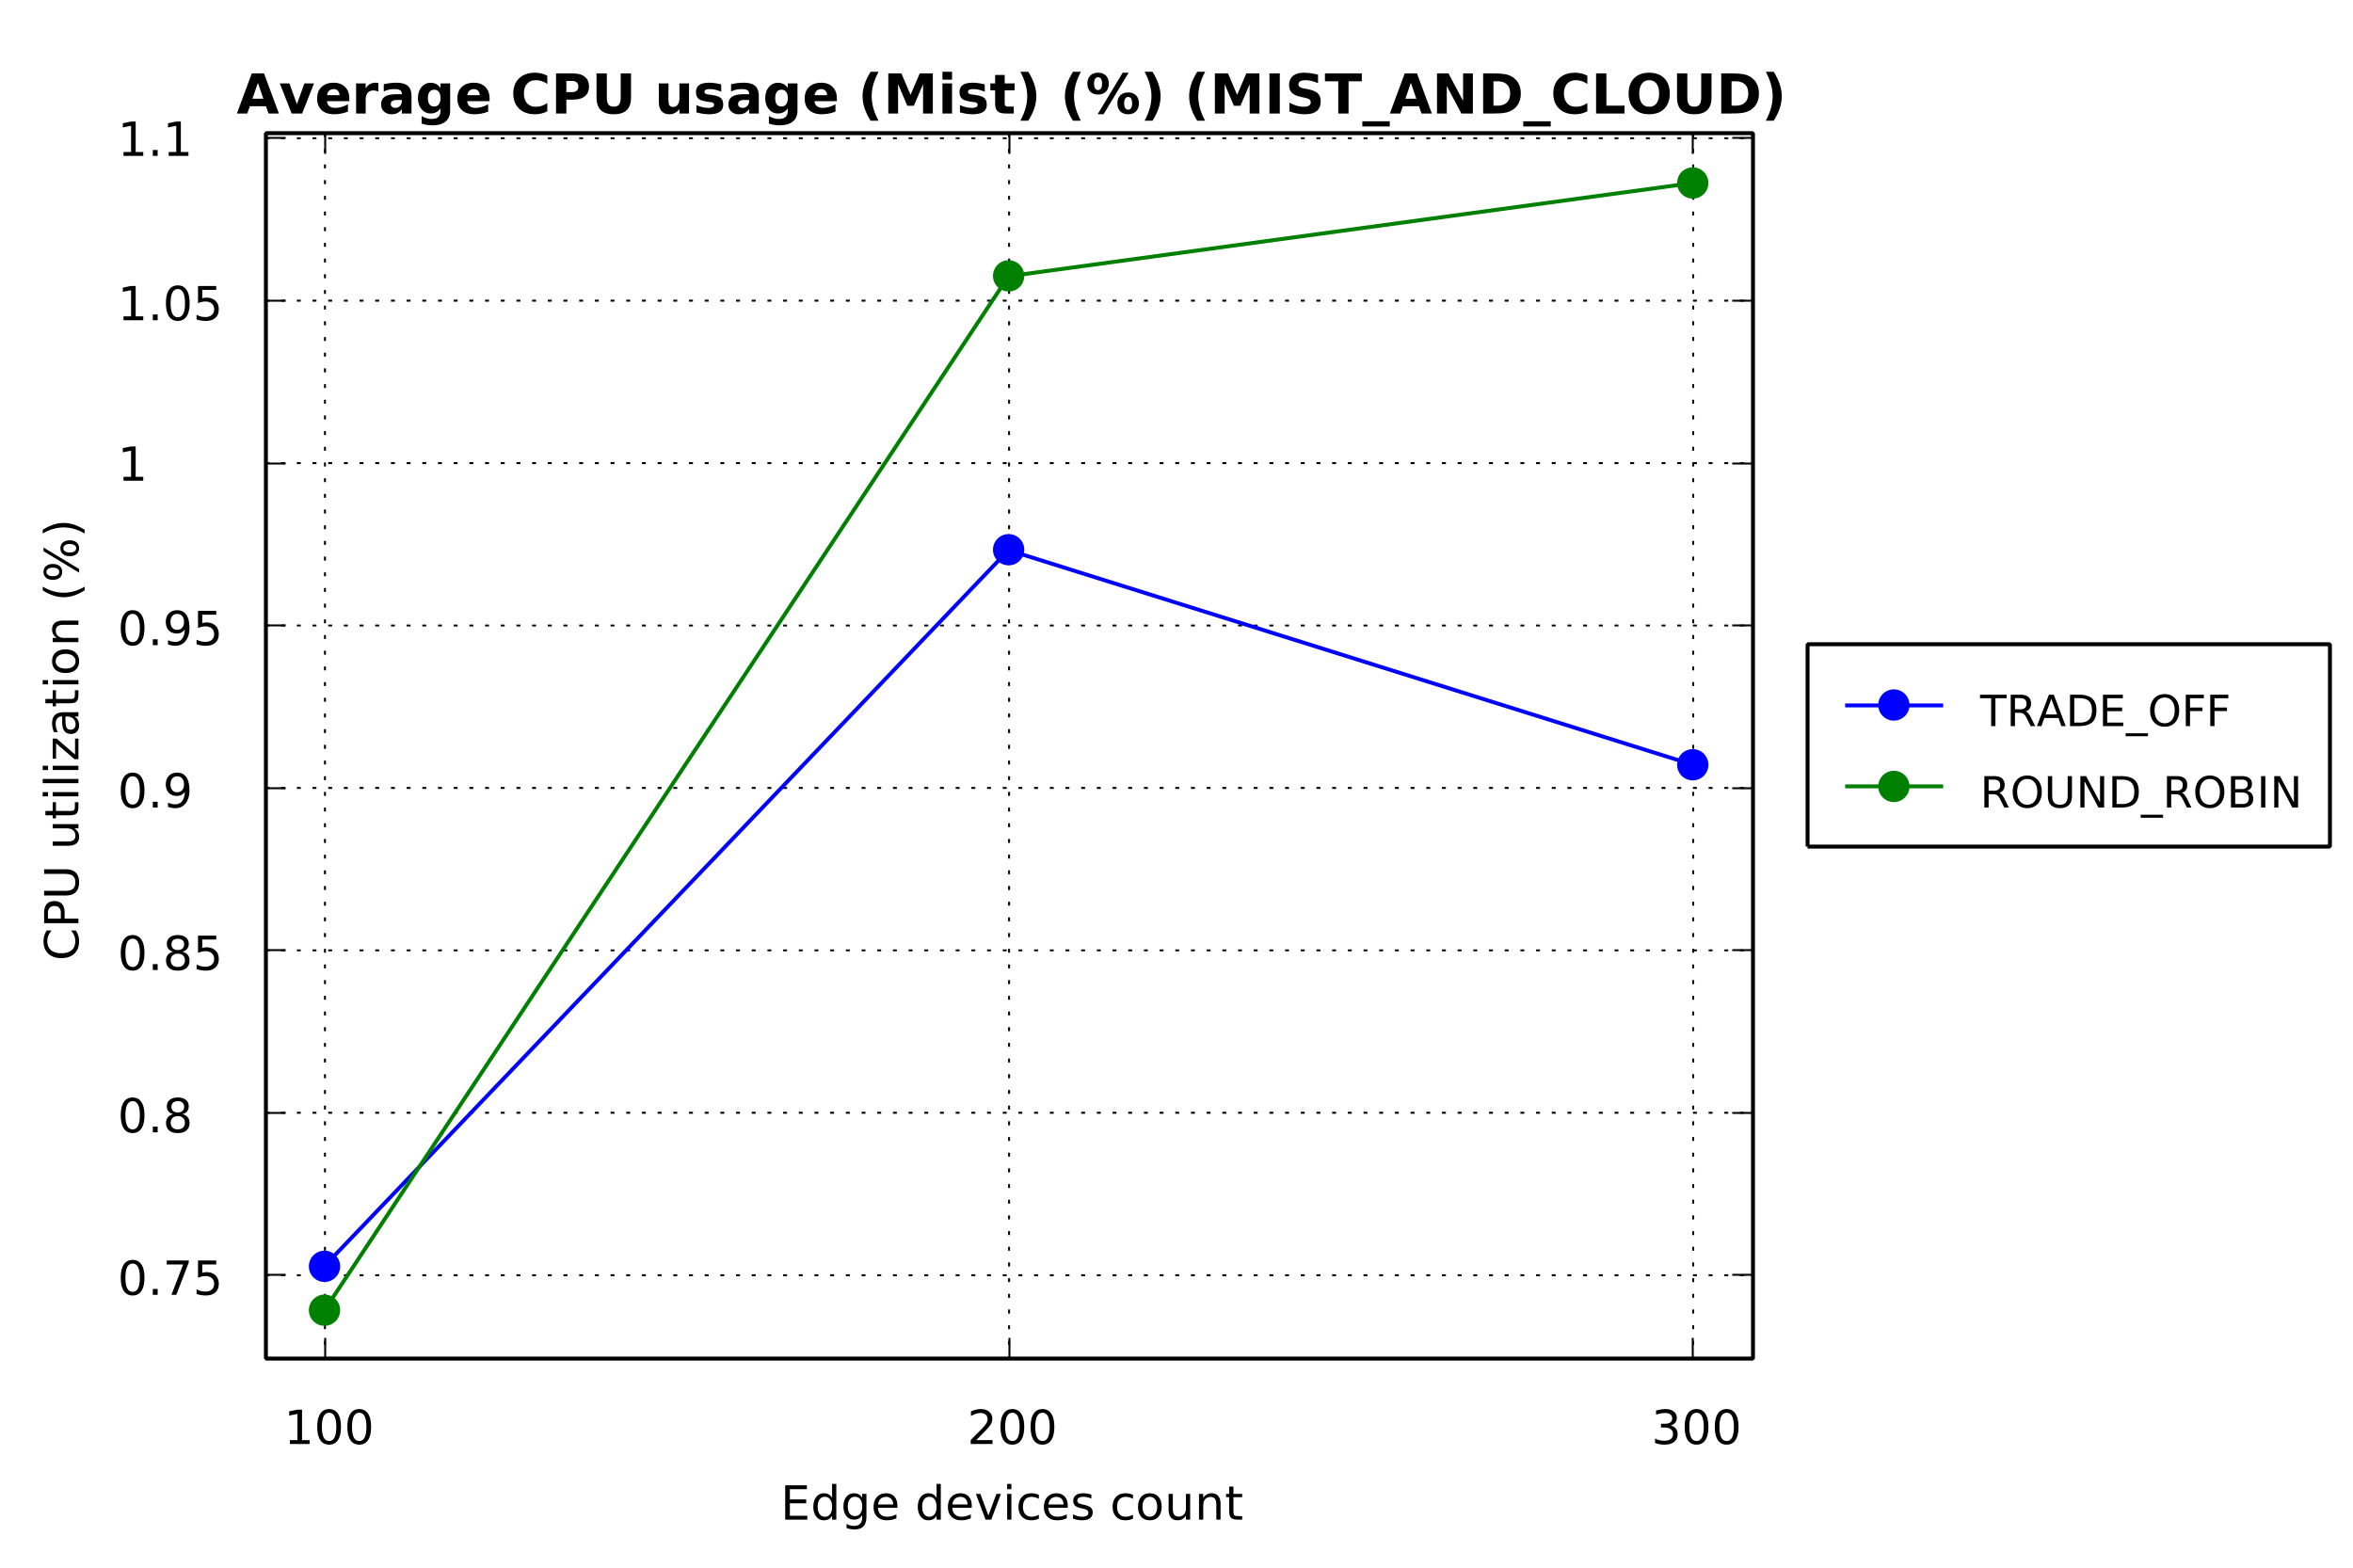 Average CPU usage (Mist) (%) (MIST_AND_CLOUD)
1.1
1.05
1
0.95
0.9
0.85
0.8
0.75
CPU utilization (%)
100
200
300
Edge devices count
TRADE_OFF
ROUND_ROBIN